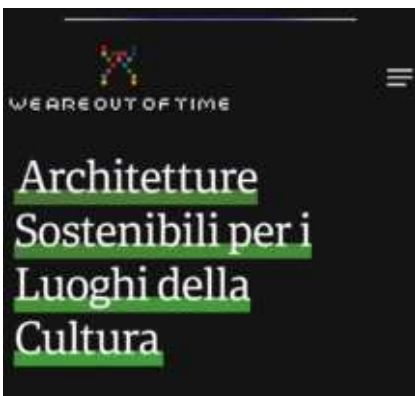 WEAREOUTOFTIME
Architetture
Sostenibili per i
Luoghi della
Cultura